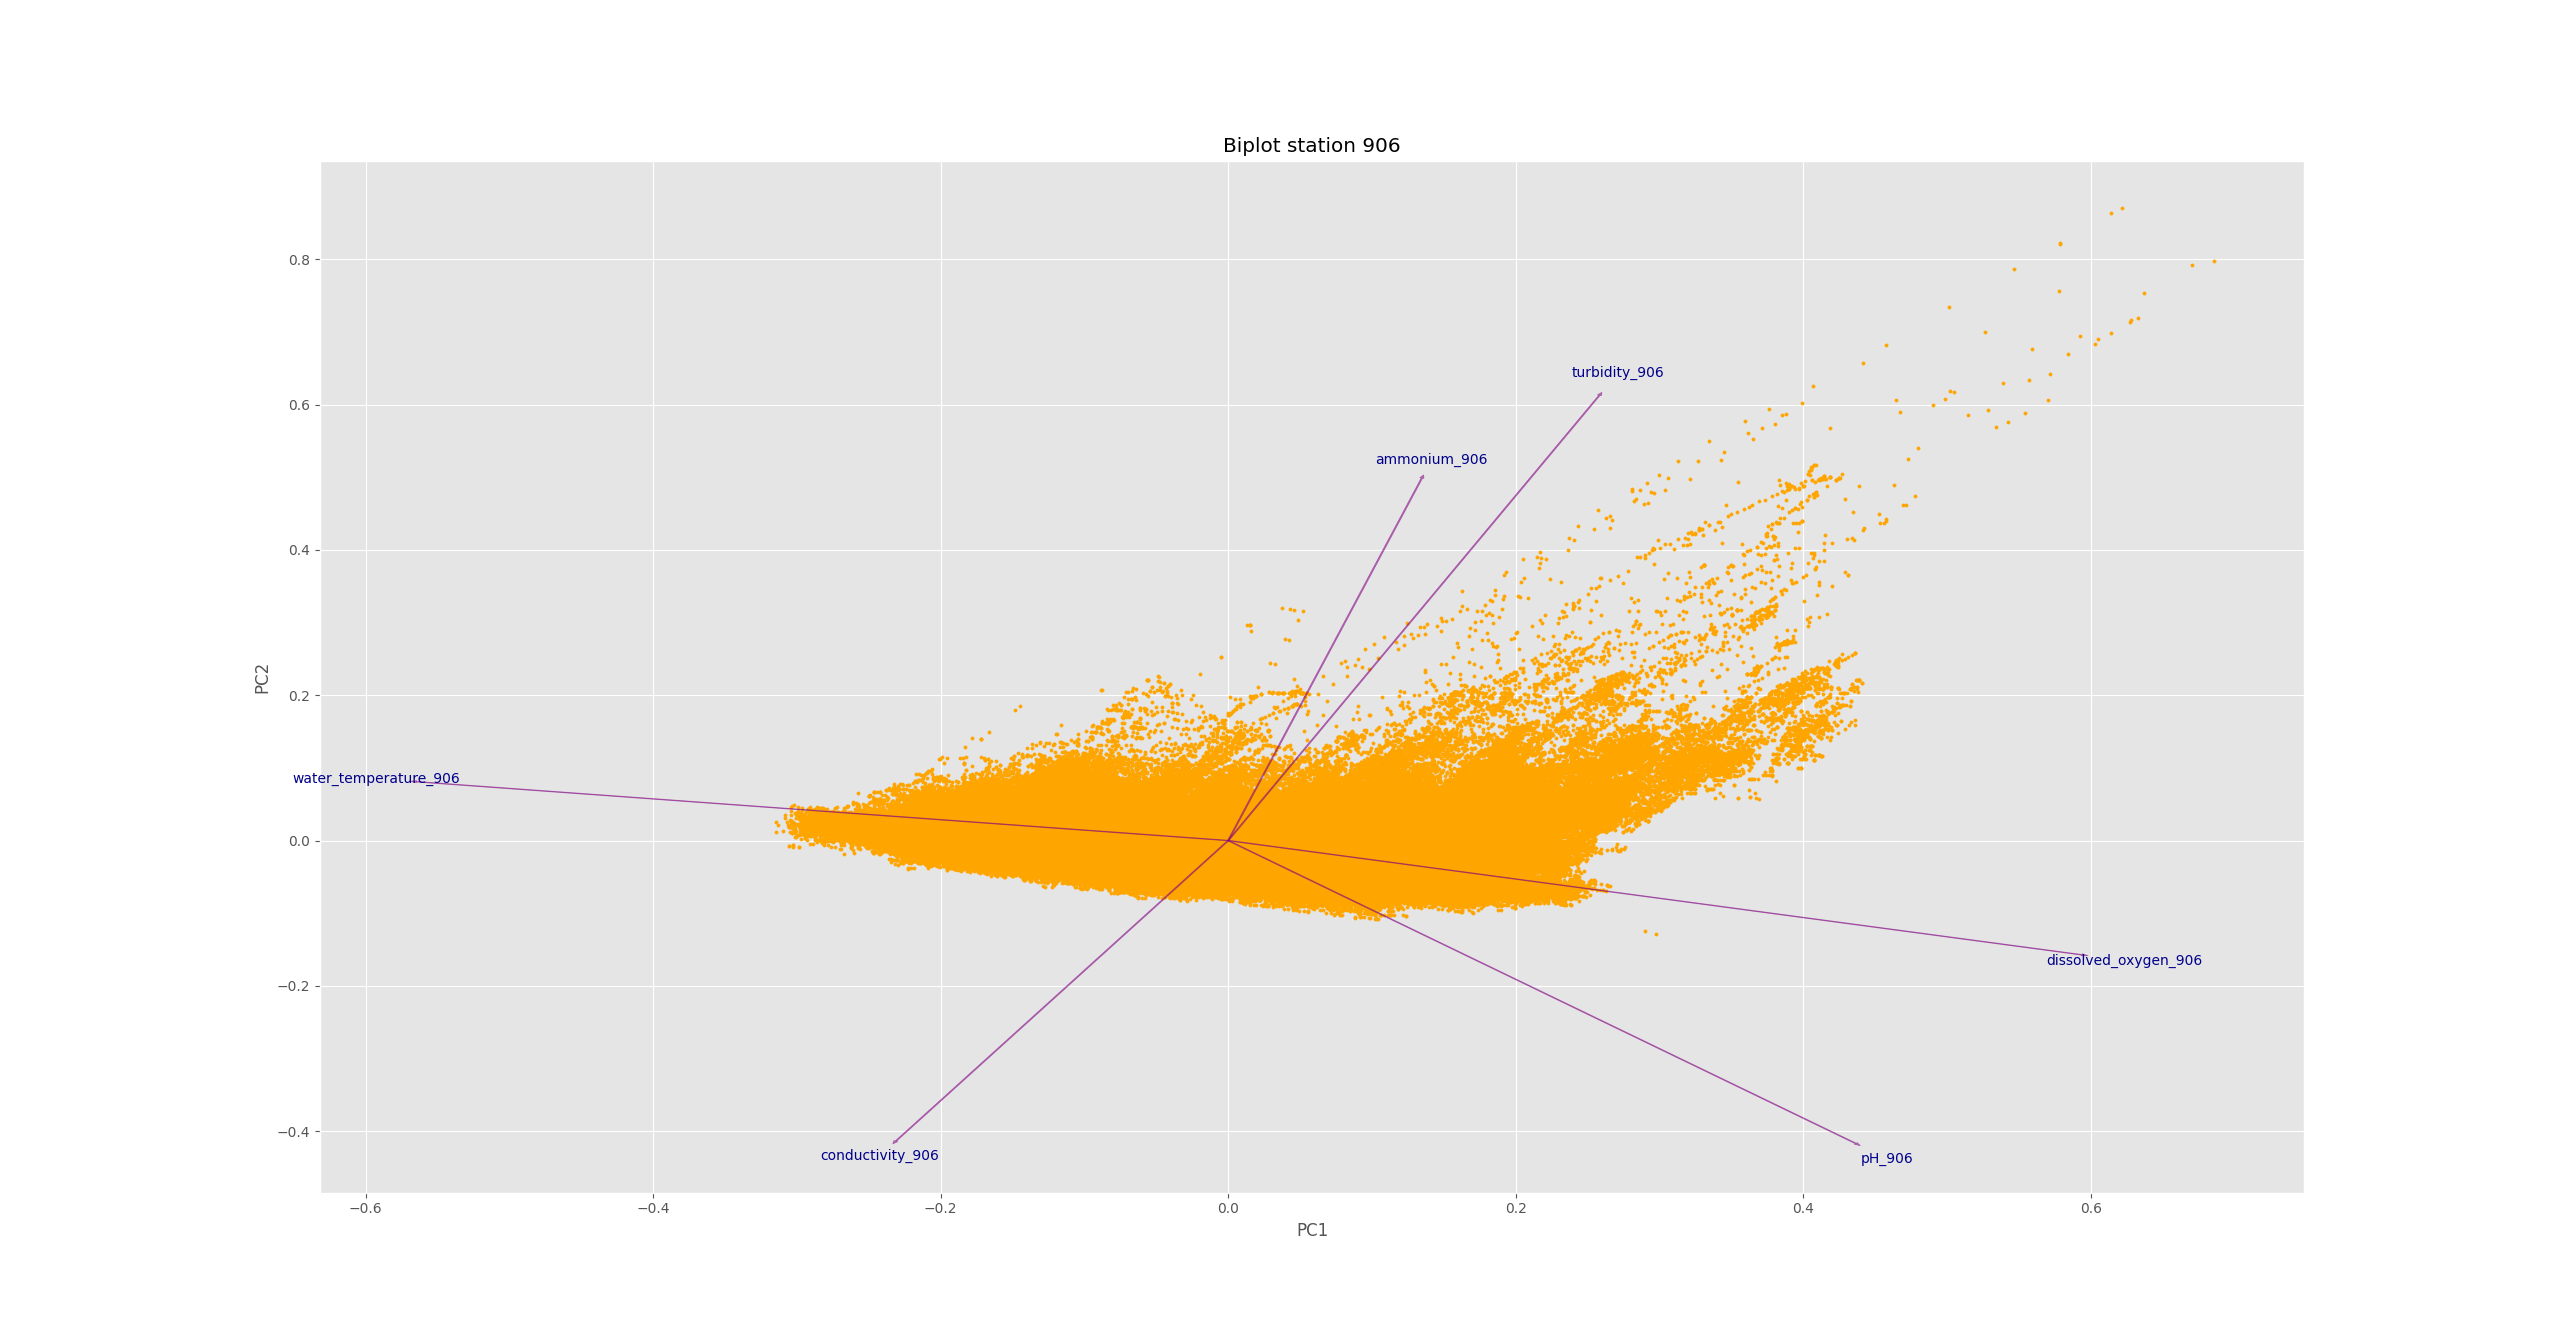 Biplot station 906
0.8
0.6
0.4
0.2
0.0
−0.2
−0.4
PC2
turbidity_906
ammonium_906
water_temperature_906
dissolved_oxygen_906
conductivity_906
pH_906
−0.6 −0.4 −0.2 0.0 0.2 0.4 0.6
PC1